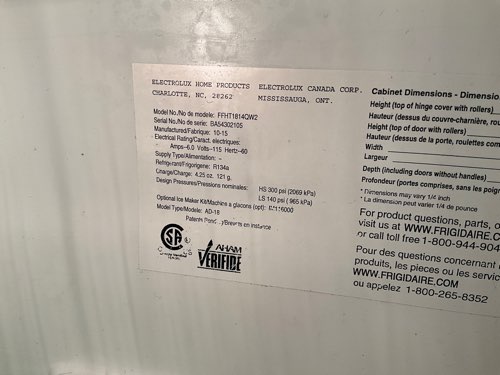 ELECTROLUX HOME PRODUCTS
CHARLOTTE, NC, 28262
ELECTROLUX CANADA CORP.
MISSISSAUGA, ONT.
Model No./No de modele: FFHT1814QW2
Serial No./No de série: BA54302105
Manufactured/Fabrique: 10-15
Electrical Rating/Caract. electriques:
Amps–6.0 Volts–115 Hertz–60
Supply Type/Alimentation: –
Refrigerant/Frigorigene: R134a
Charge/Charge: 4.25 oz. 121 g.
Design Pressures/Pressions nominales:
HS 300 psi (2069 kPa)
LS 140 psi ( 965 kPa)
Optional Ice Maker Kit/Machine a glacons (opt):
Model Type/Modele: AD-18
en instance
CSA
AHAM
VERIFIDE
Cabinet Dimensions - Dimension
Height (top of hinge cover with rollers)
Hauteur (dessus du couvre-charnière, rou
Height (top of door with rollers)
Hauteur (dessus de la porte, roulettes com
Width
Largeur
Depth (including doors without handles)
Profondeur (portes comprises, sans les poign
* Dimensions may vary 1/4 inch
* La dimension peut varier 1/4 de pounce
For product questions, parts, o
visit us at WWW.FRIGIDAIRE.C
or call toll free 1-800-944-904
Pour des questions concernant
produits, les pieces ou les servic
WWW.FRIGIDAIRE.COM
ou appelez 1-800-265-8352